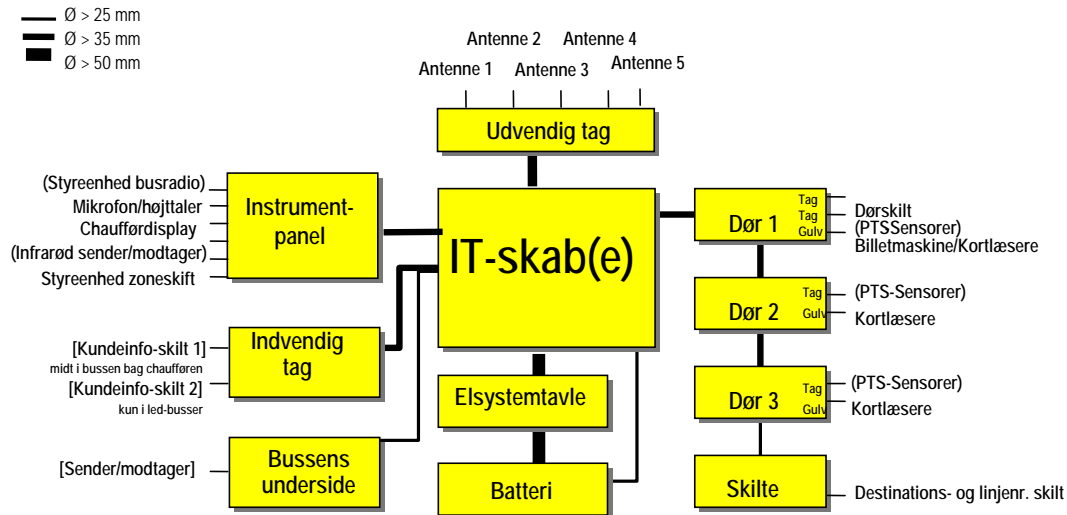 Ø > 25 mm
Ø > 35 mm
Ø > 50 mm
Antenne 2
Antenne 4
Antenne 1
Antenne 3
Antenne 5
Udvendig tag
(Styreenhed busradio)
Mikrofon/højttaler
Chaufførdisplay
(Infrarød sender/modtager)
Styreenhed zoneskift
Instrument-
panel
IT-skab(e)
Dør 1
Tag
Tag
Gulv
Dørskilt
(PTSSensorer)
Billetmaskine/Kortlæsere
Dør 2
Tag
Gulv
(PTS-Sensorer)
Kortlæsere
[Kundeinfo-skilt 1]
midt i bussen bag chaufføren
[Kundeinfo-skilt 2]
kun i led-busser
Indvendig
tag
Elsystemtavle
Dør 3
Tag
Gulv
(PTS-Sensorer)
Kortlæsere
[Sender/modtager]
Bussens
underside
Batteri
Skilte
Destinations- og linjenr. skilt